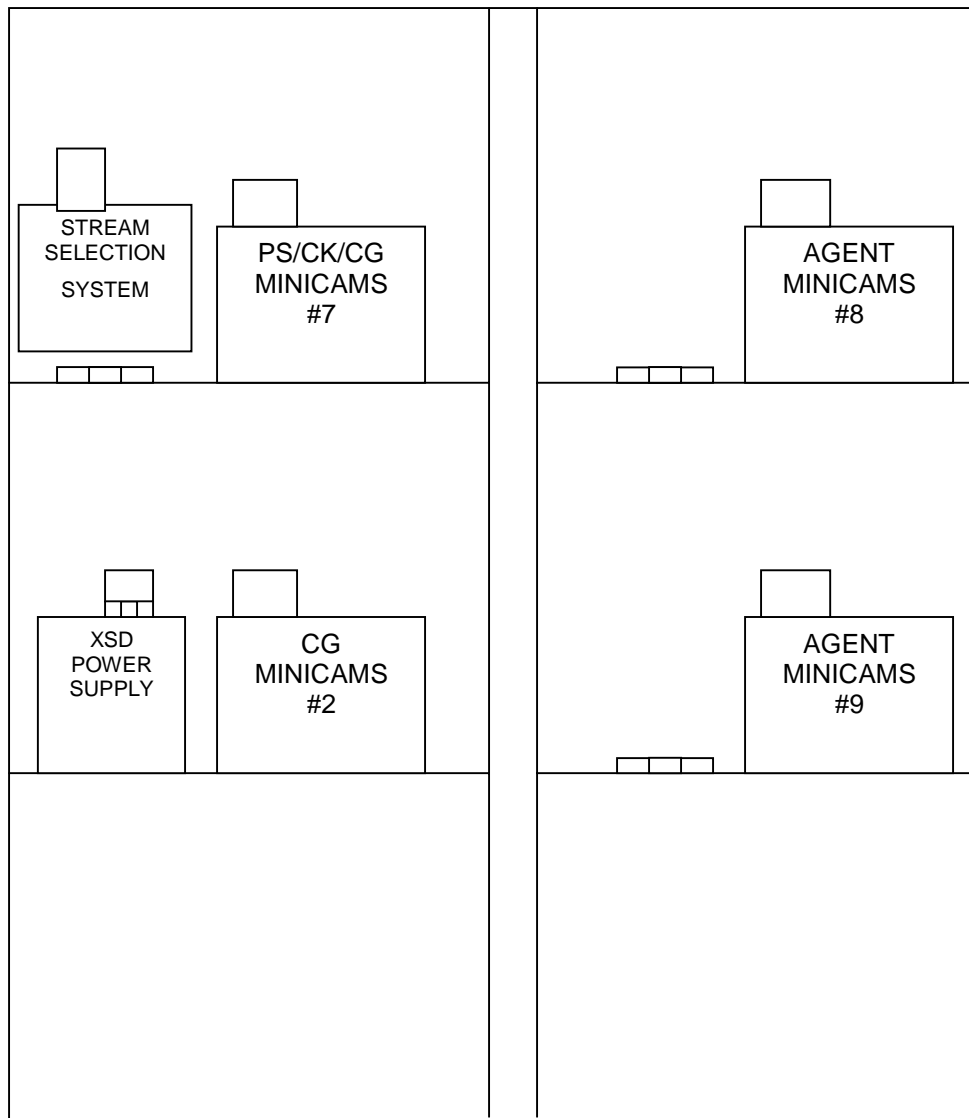 STREAM
SELECTION
SYSTEM
PS/CK/CG
MINICAMS
#7
AGENT
MINICAMS
#8
XSD
POWER
SUPPLY
CG
MINICAMS
#2
AGENT
MINICAMS
#9